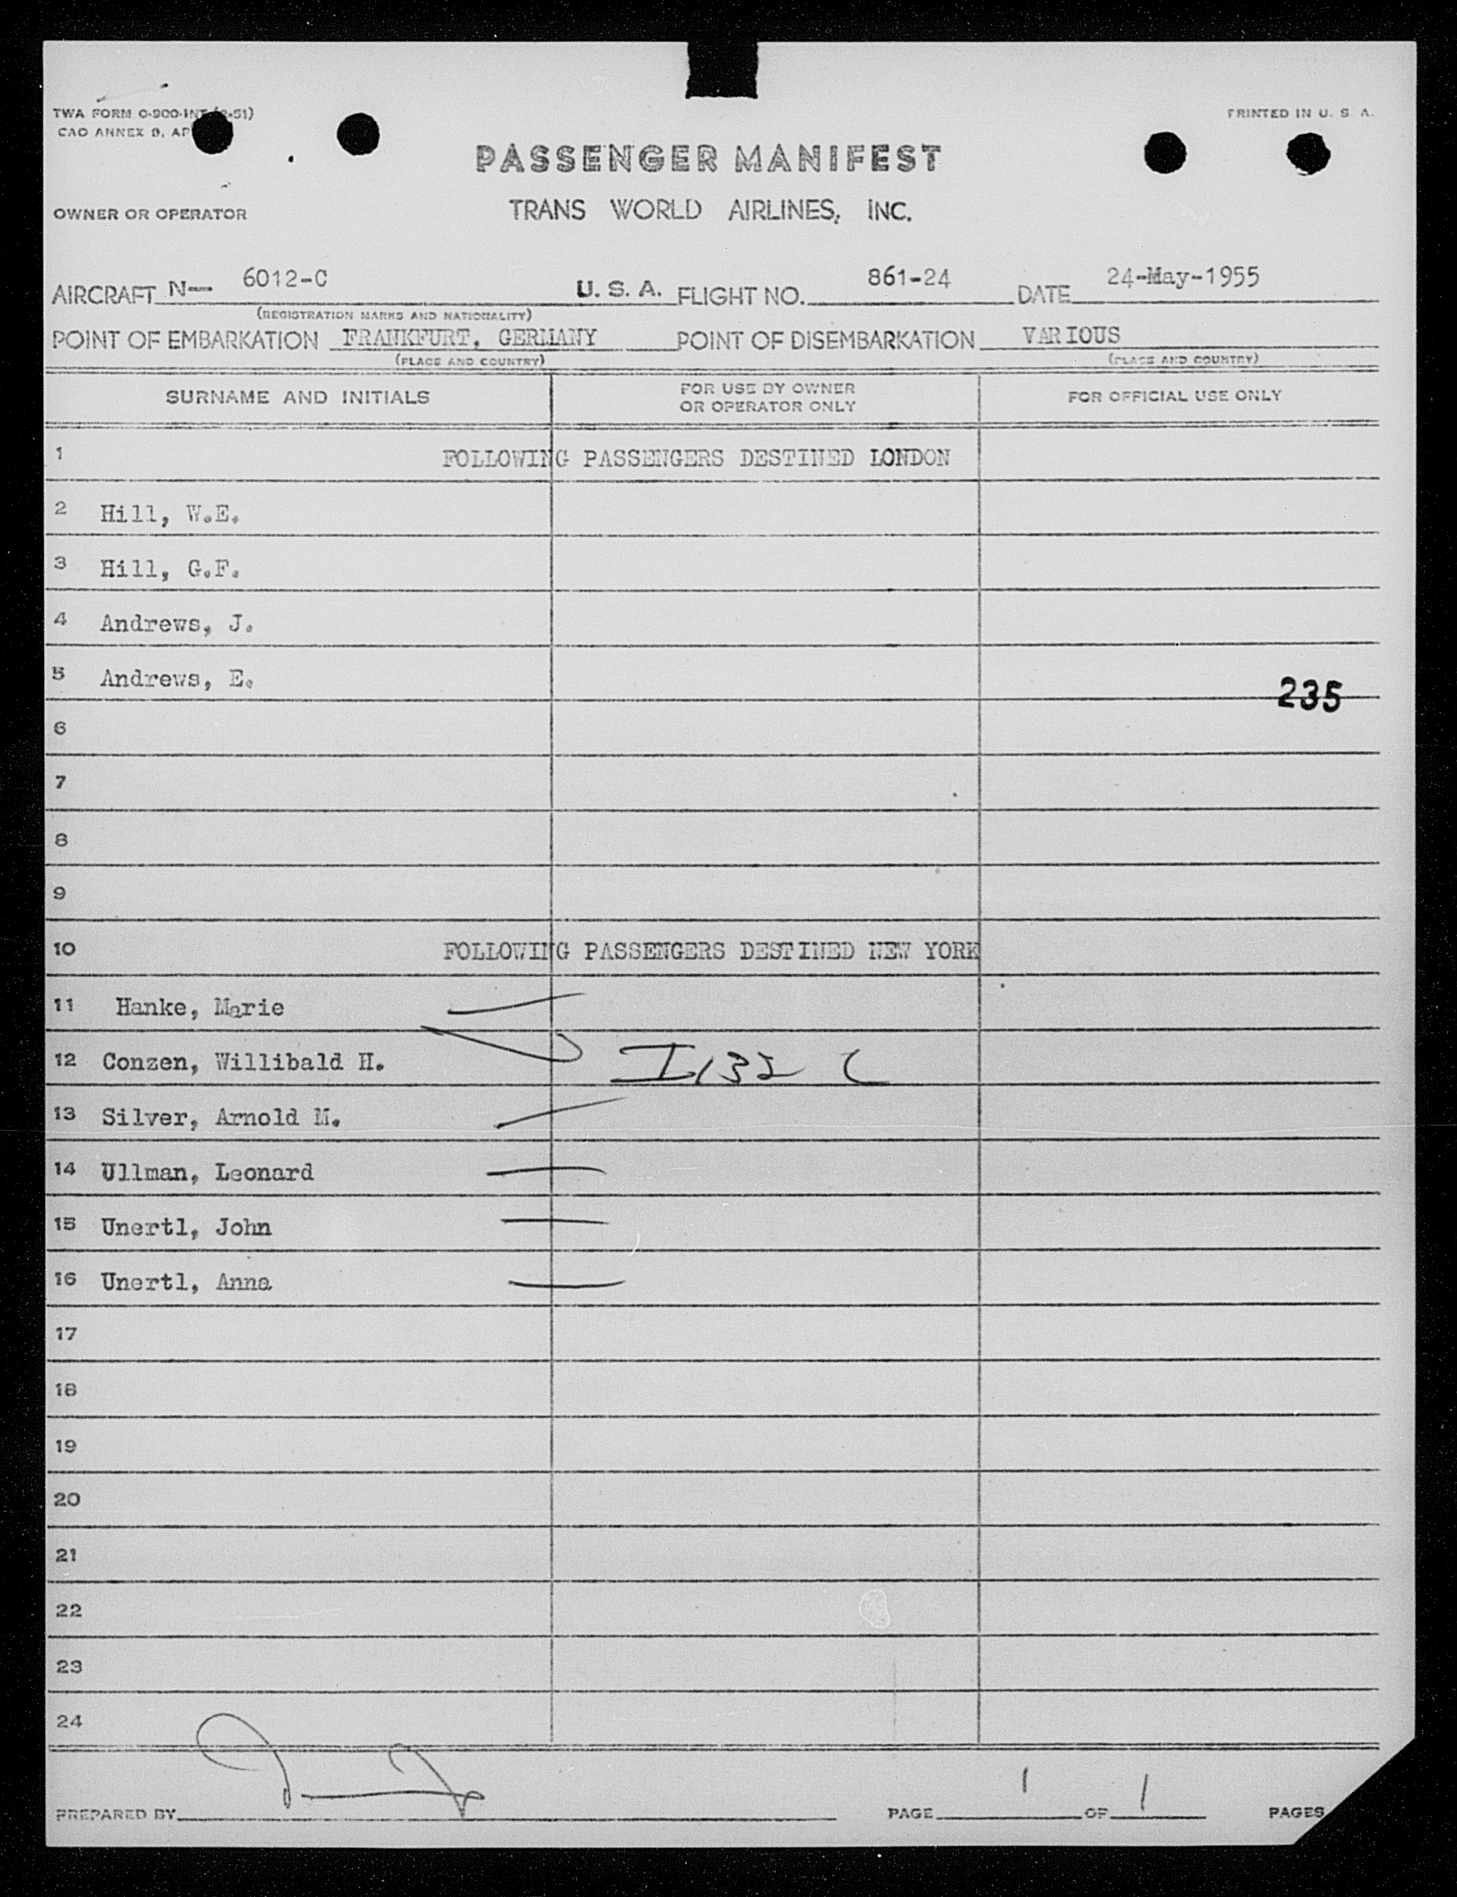 TWA FORM O-900-INT (2-51)
PRINTED IN U. S. A.
CAO ANNEX 9, AP
PASSENGER MANIFEST
OWNER OR OPERATOR TRANS WORLD AIRLINES, INC.
AIRCRAFT N— 6012-C U. S. A. FLIGHT NO. 861-24 DATE 24-May-1955
(REGISTRATION MARKS AND NATIONALITY)
POINT OF EMBARKATION FRANKFURT, GERMANY POINT OF DISEMBARKATION VARIOUS
(PLACE AND COUNTRY) (PLACE AND COUNTRY)
SURNAME AND INITIALS FOR USE BY OWNER OR OPERATOR ONLY FOR OFFICIAL USE ONLY
1 FOLLOWING PASSENGERS DESTINED LONDON
2 Hill, W.E.
3 Hill, G.F.
4 Andrews, J.
5 Andrews, E.
235
6
7
8
9
10 FOLLOWING PASSENGERS DESTINED NEW YORK
11 Hanke, Marie
12 Conzen, Willibald H. I132 C
13 Silver, Arnold M.
14 Ullman, Leonard
15 Unertl, John
16 Unertl, Anna
17
18
19
20
21
22
23
24
PREPARED BY PAGE 1 OF 1 PAGES